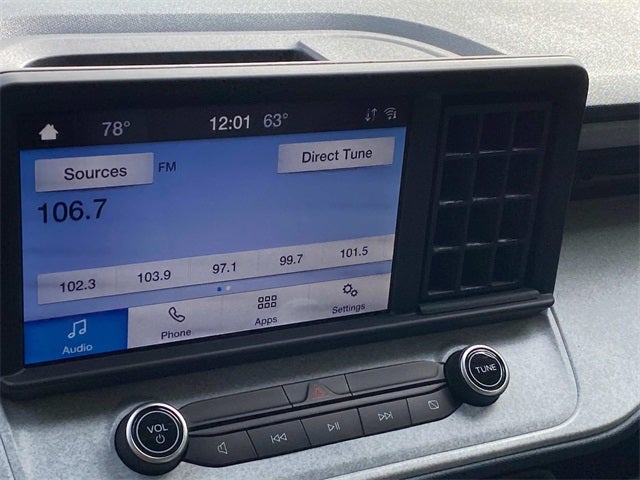 78° 12:01 63°
Sources FM Direct Tune
106.7
102.3 103.9 97.1 99.7 101.5
Audio Phone Apps Settings
VOL TUNE